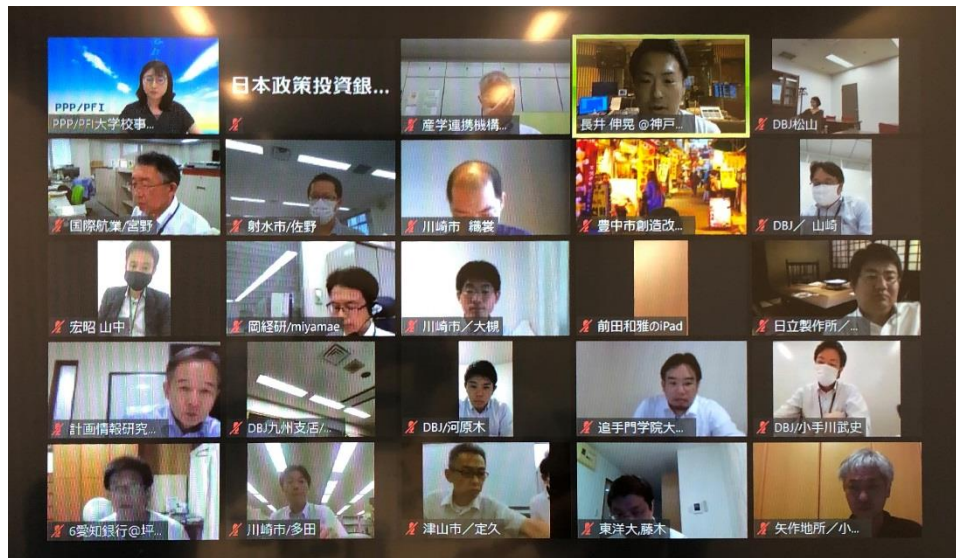 PPP/PFI
PPP/PFI大学校事...
日本政策投資銀...
産学連携機構...
長井 伸晃 @神戸...
DBJ松山
国際航業/宮野
射水市/佐野
川崎市 織裳
豊中市創造改...
DBJ／ 山崎
宏昭 山中
岡経研/miyamae
川崎市／大槻
前田和雅のiPad
日立製作所／...
計画情報研究...
DBJ九州支店/...
DBJ/河原木
追手門学院大...
DBJ/小手川武史
6愛知銀行@坪...
川崎市/多田
津山市／定久
東洋大,藤木
矢作地所／小...